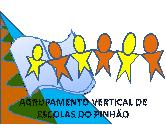 AGRUPAMENTO VERTICAL DE
ESCOLAS DO PINHÃO